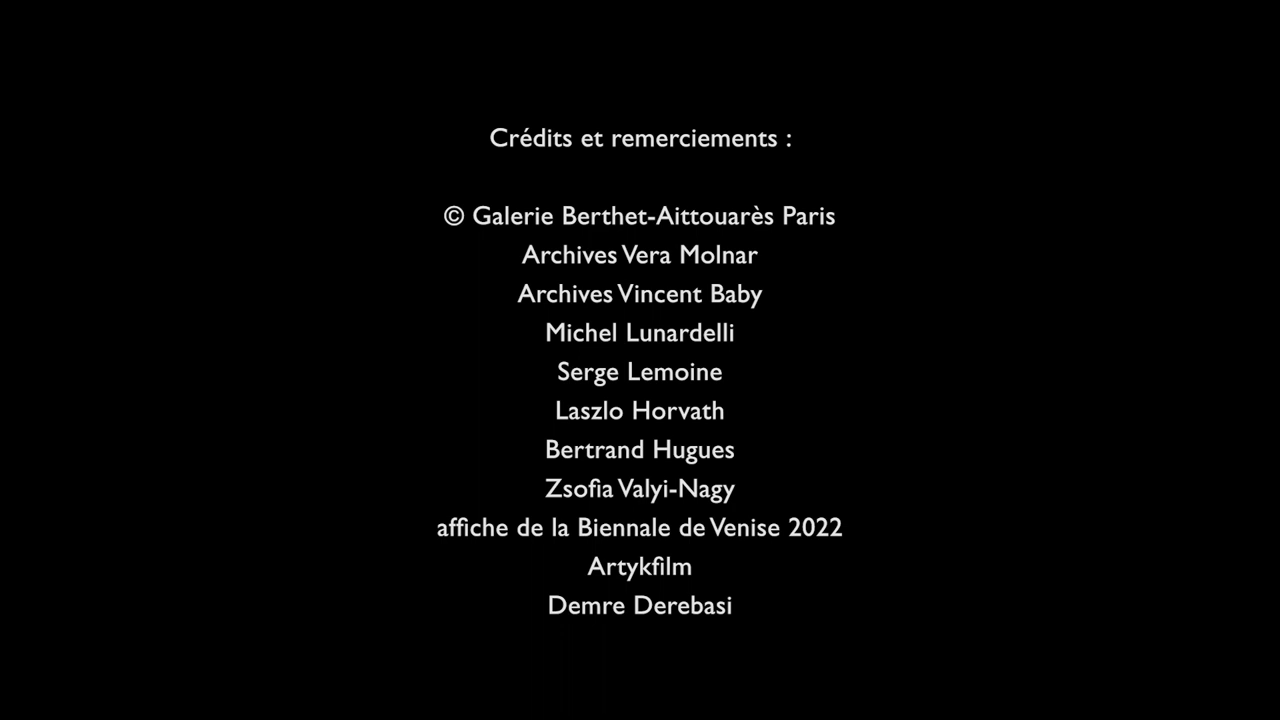 Crédits et remerciements :
© Galerie Berthet-Aittouarès Paris
Archives Vera Molnar
Archives Vincent Baby
Michel Lunardelli
Serge Lemoine
Laszlo Horvath
Bertrand Hugues
Zsofia Valyi-Nagy
affiche de la Biennale de Venise 2022
Artykfilm
Demre Derebasi